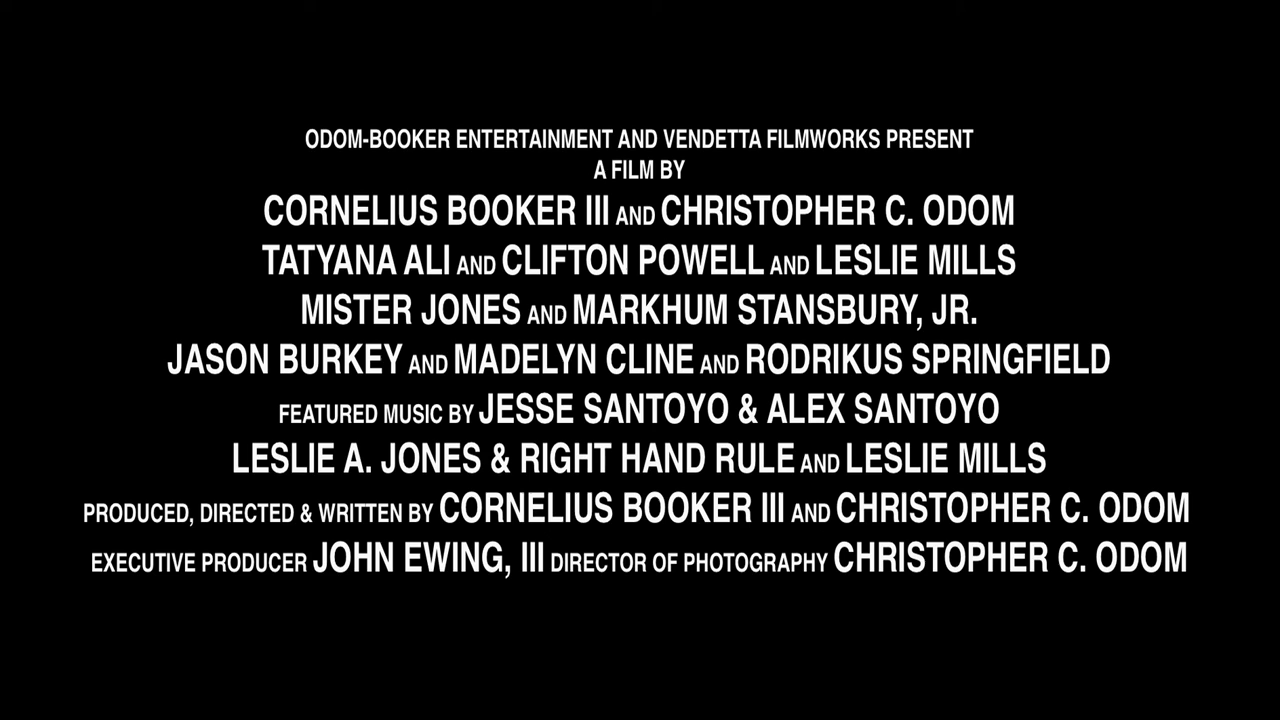 ODOM-BOOKER ENTERTAINMENT AND VENDETTA FILMWORKS PRESENT
A FILM BY
CORNELIUS BOOKER III AND CHRISTOPHER C. ODOM
TATYANA ALI AND CLIFTON POWELL AND LESLIE MILLS
MISTER JONES AND MARKHUM STANSBURY, JR.
JASON BURKEY AND MADELYN CLINE AND RODRIKUS SPRINGFIELD
FEATURED MUSIC BY JESSE SANTOYO & ALEX SANTOYO
LESLIE A. JONES & RIGHT HAND RULE AND LESLIE MILLS
PRODUCED, DIRECTED & WRITTEN BY CORNELIUS BOOKER III AND CHRISTOPHER C. ODOM
EXECUTIVE PRODUCER JOHN EWING, III DIRECTOR OF PHOTOGRAPHY CHRISTOPHER C. ODOM